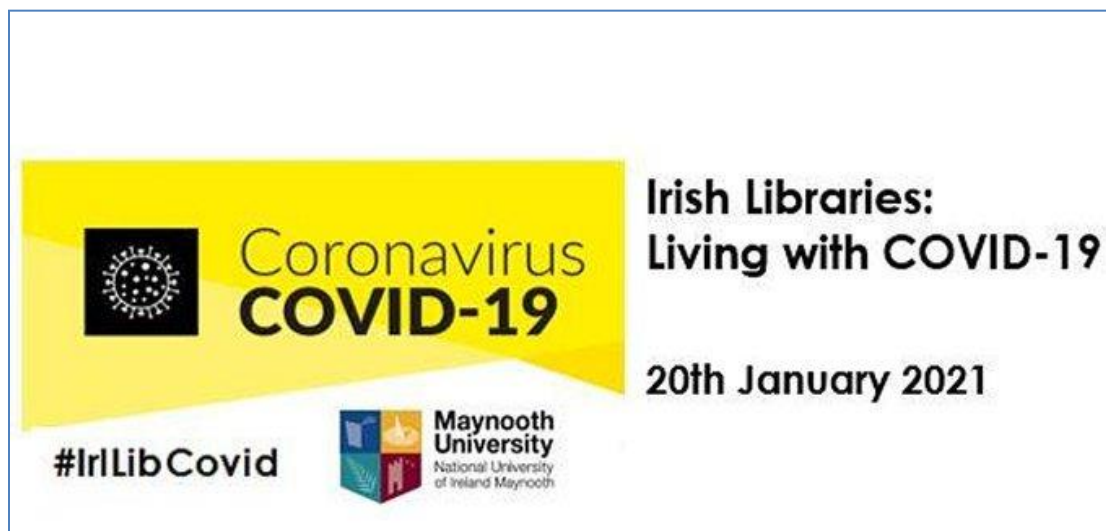 Coronavirus
COVID-19
Irish Libraries:
Living with COVID-19
20th January 2021
#IrlLibCovid
Maynooth
University
National University
of Ireland Maynooth